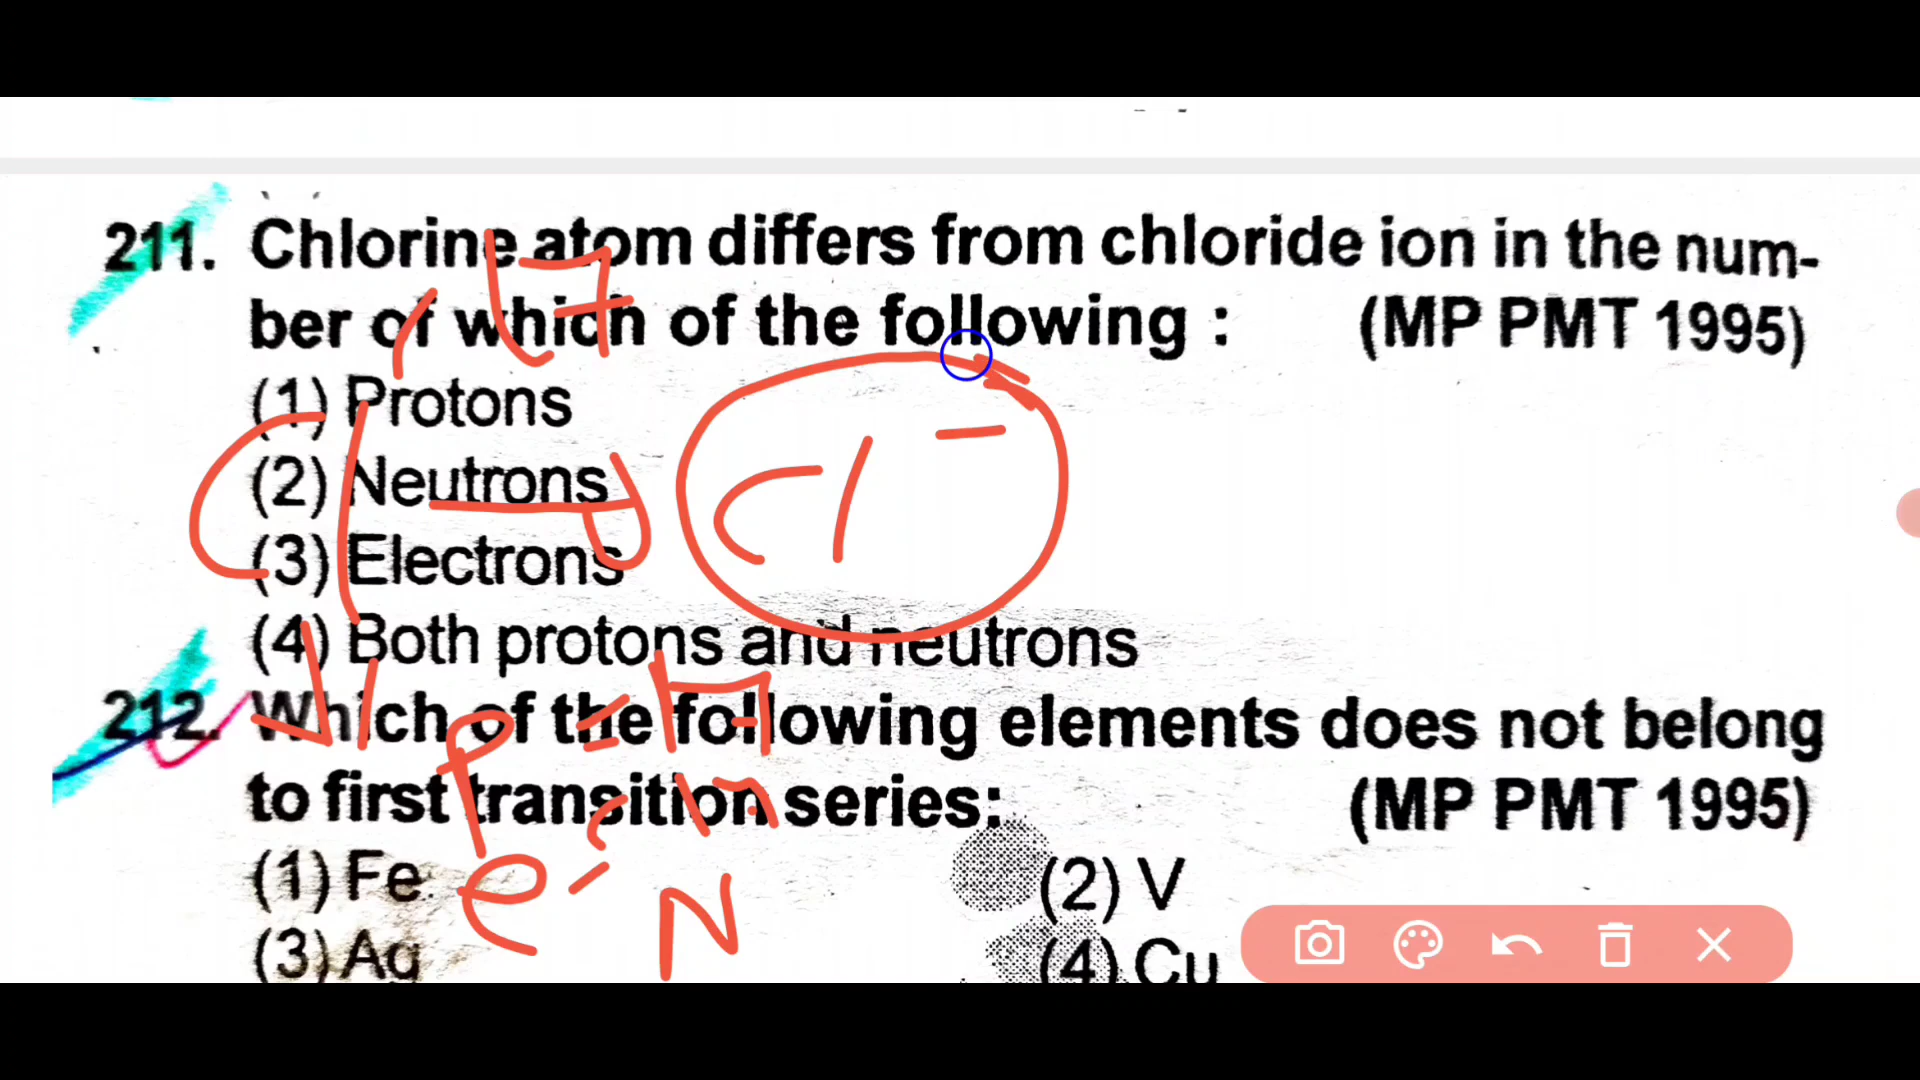 211. Chlorine atom differs from chloride ion in the num-
ber of which of the following : (MP PMT 1995)
(1) Protons
(2) Neutrons
(3) Electrons
(4) Both protons and neutrons
Cl → Cl −
17
212. Which of the following elements does not belong
to first transition series: (MP PMT 1995)
(1) Fe (2) V
(3) Ag (4) Cu
p = 17
e - N